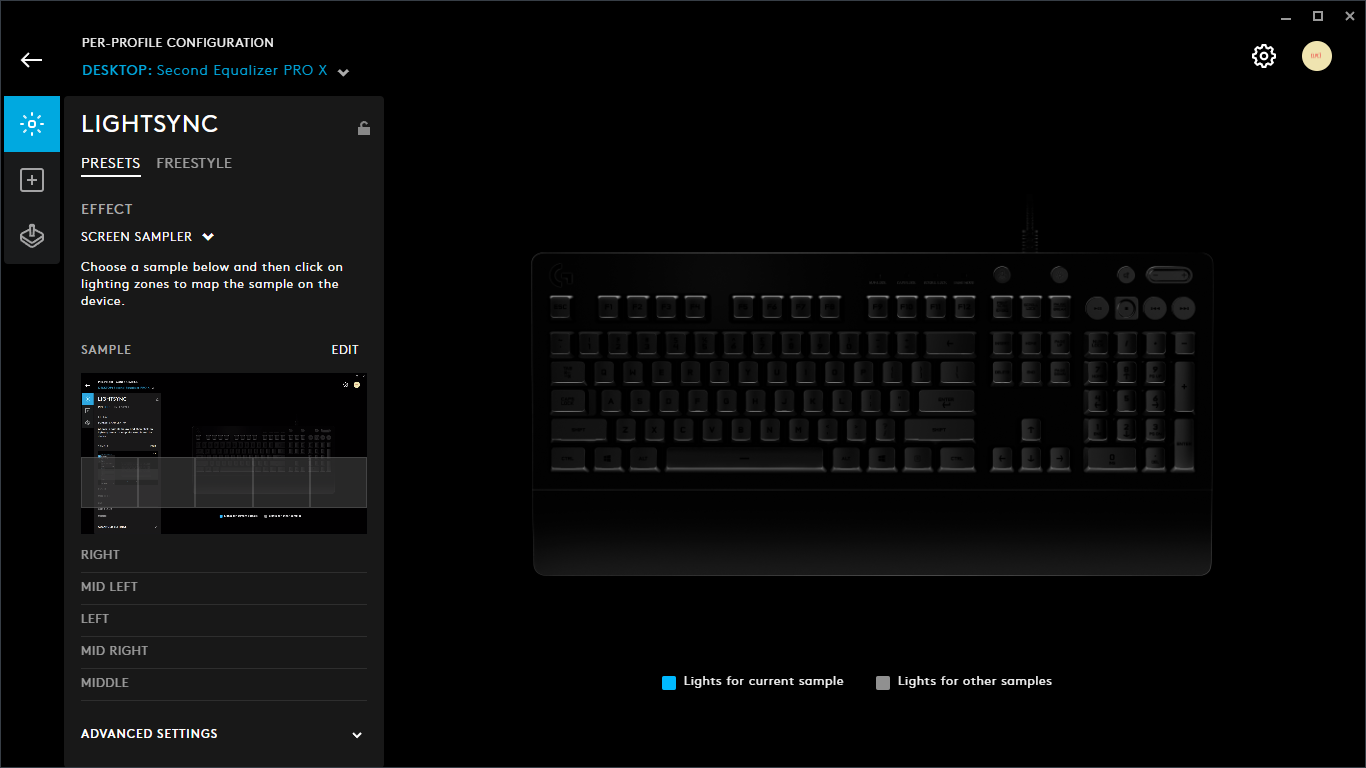 PER-PROFILE CONFIGURATION
DESKTOP: Second Equalizer PRO X
LIGHTSYNC
PRESETS FREESTYLE
EFFECT
SCREEN SAMPLER
Choose a sample below and then click on
lighting zones to map the sample on the
device.
SAMPLE EDIT
LIGHTSYNC
RIGHT
MID LEFT
LEFT
MID RIGHT
MIDDLE
ADVANCED SETTINGS
Lights for current sample
Lights for other samples